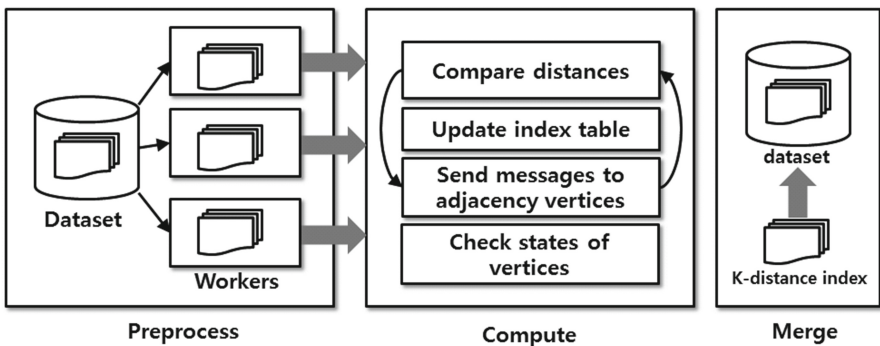 Dataset
Workers
Preprocess
Compare distances
Update index table
Send messages to
adjacency vertices
Check states of
vertices
Compute
dataset
K-distance index
Merge